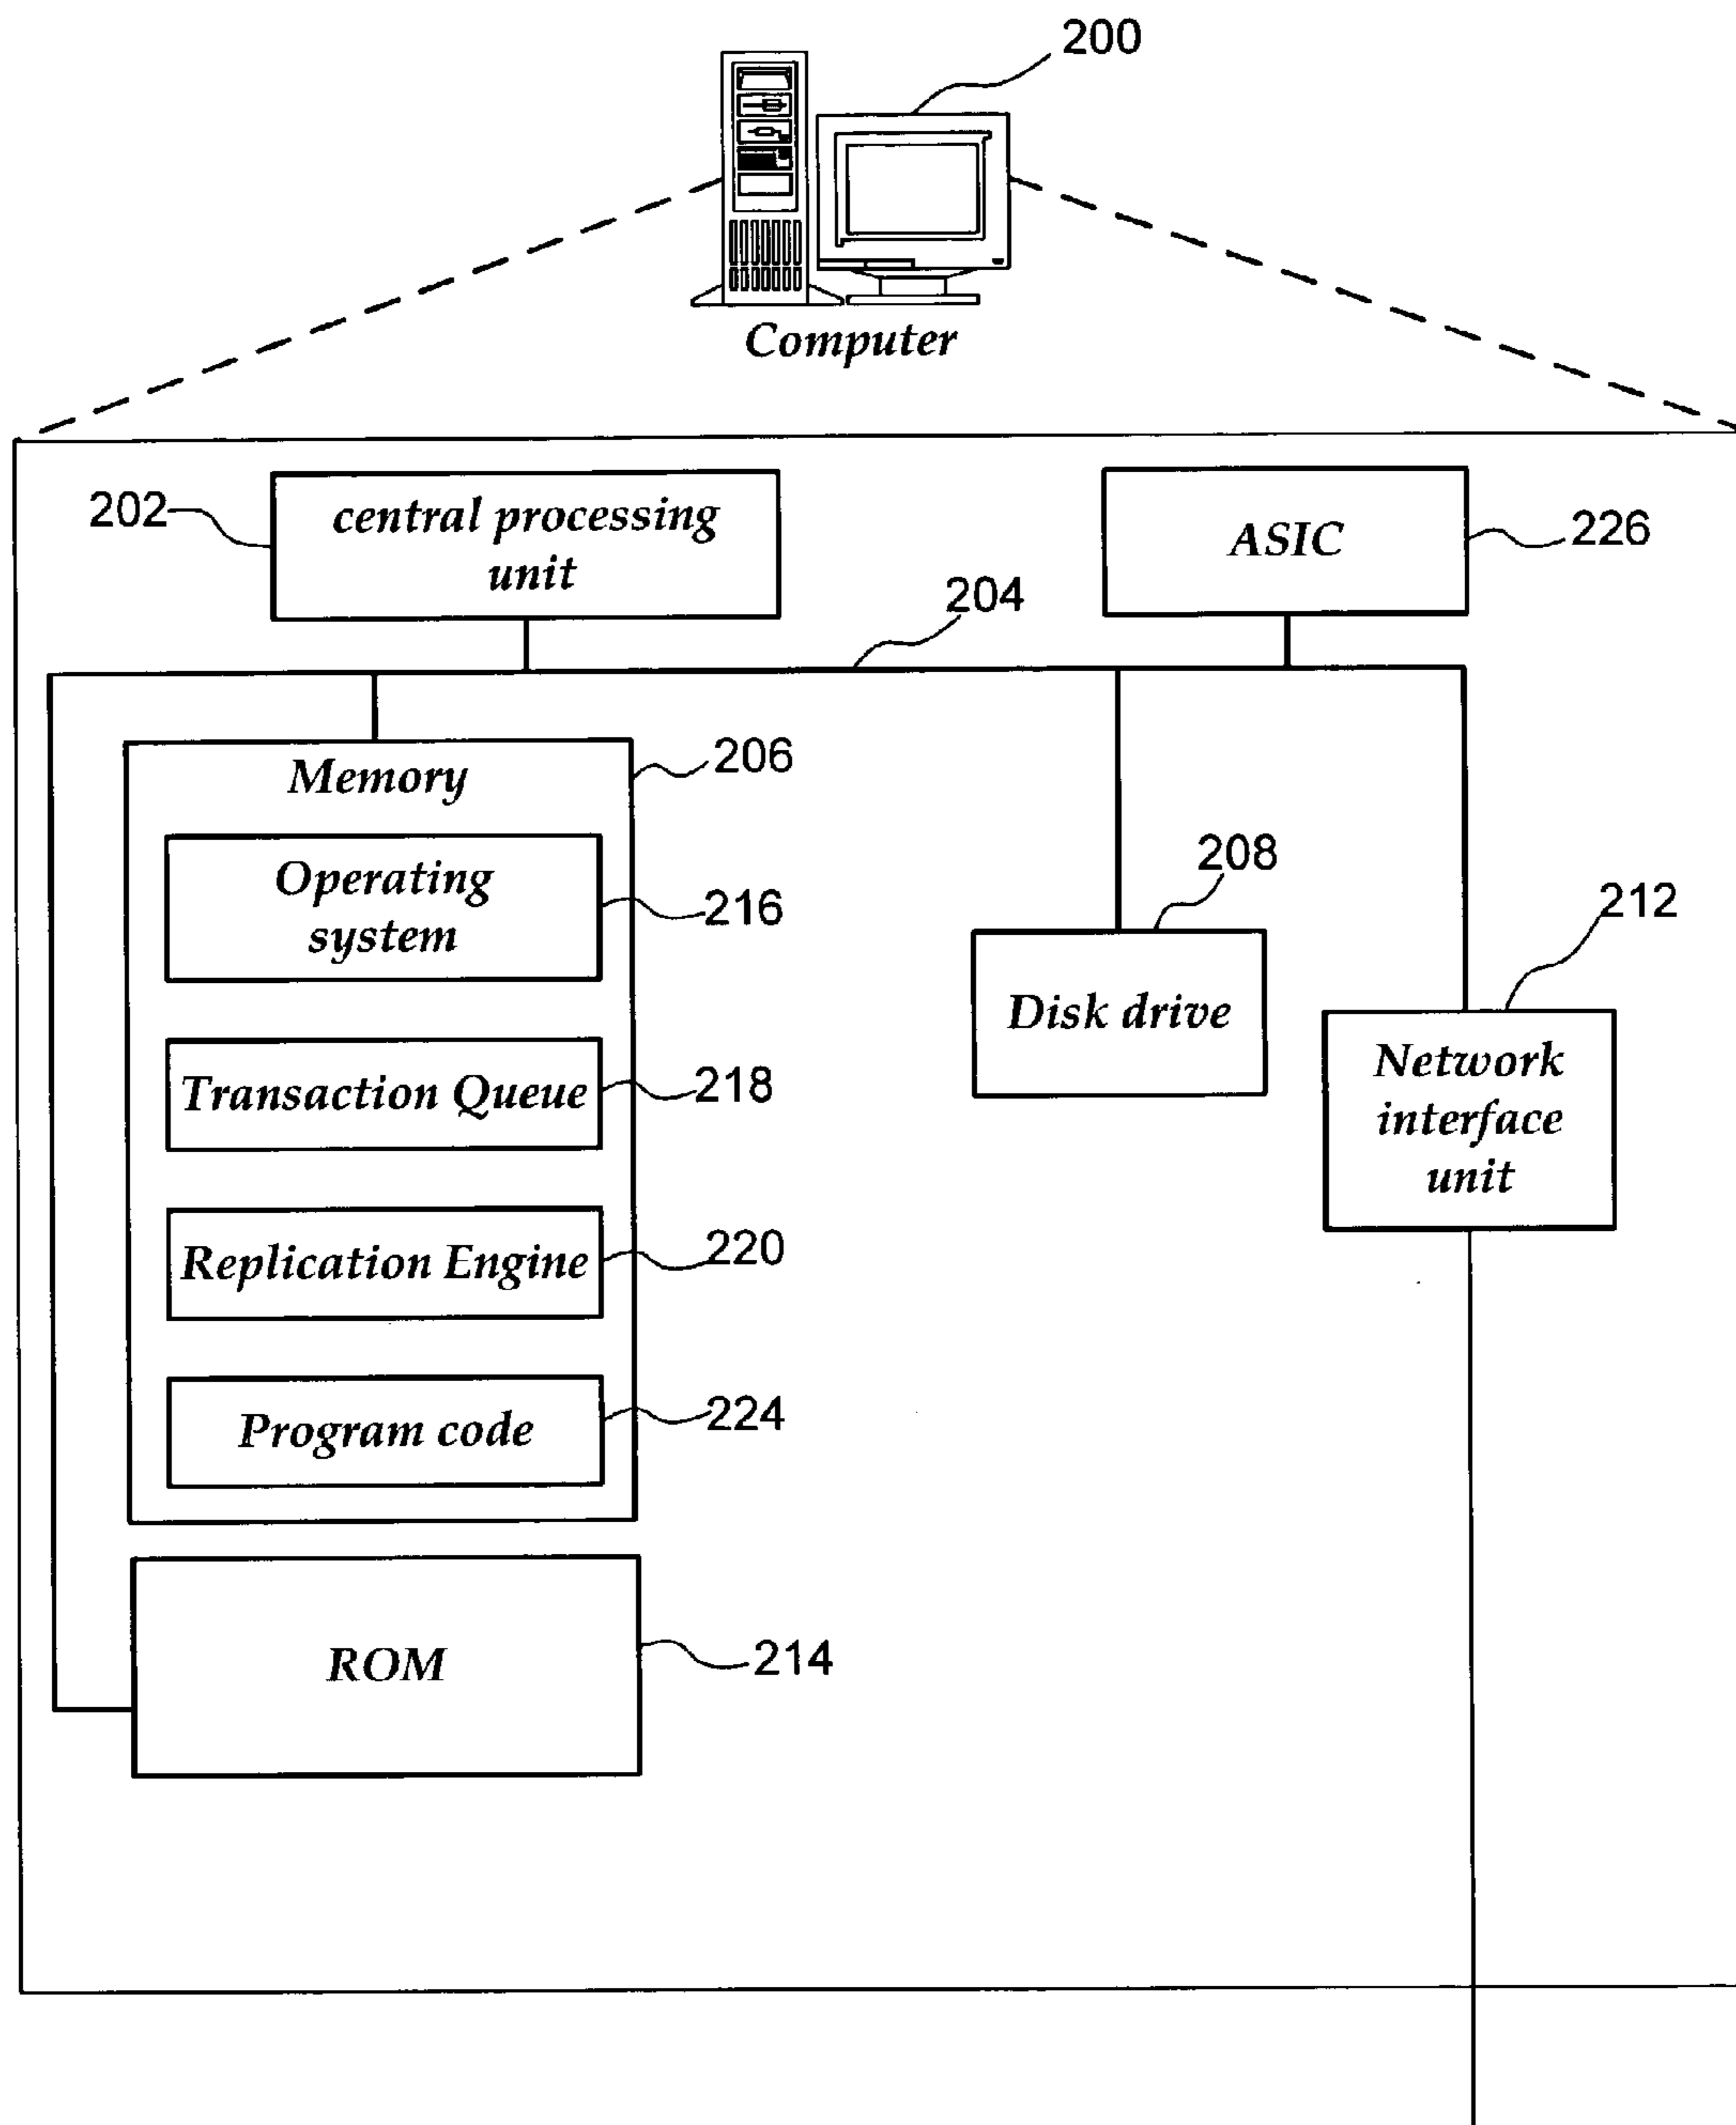 200
Computer
202
central processing
unit
ASIC
226
204
Memory
206
Operating
system
216
208
Disk drive
212
Network
interface
unit
Transaction Queue
218
Replication Engine
220
Program code
224
ROM
214